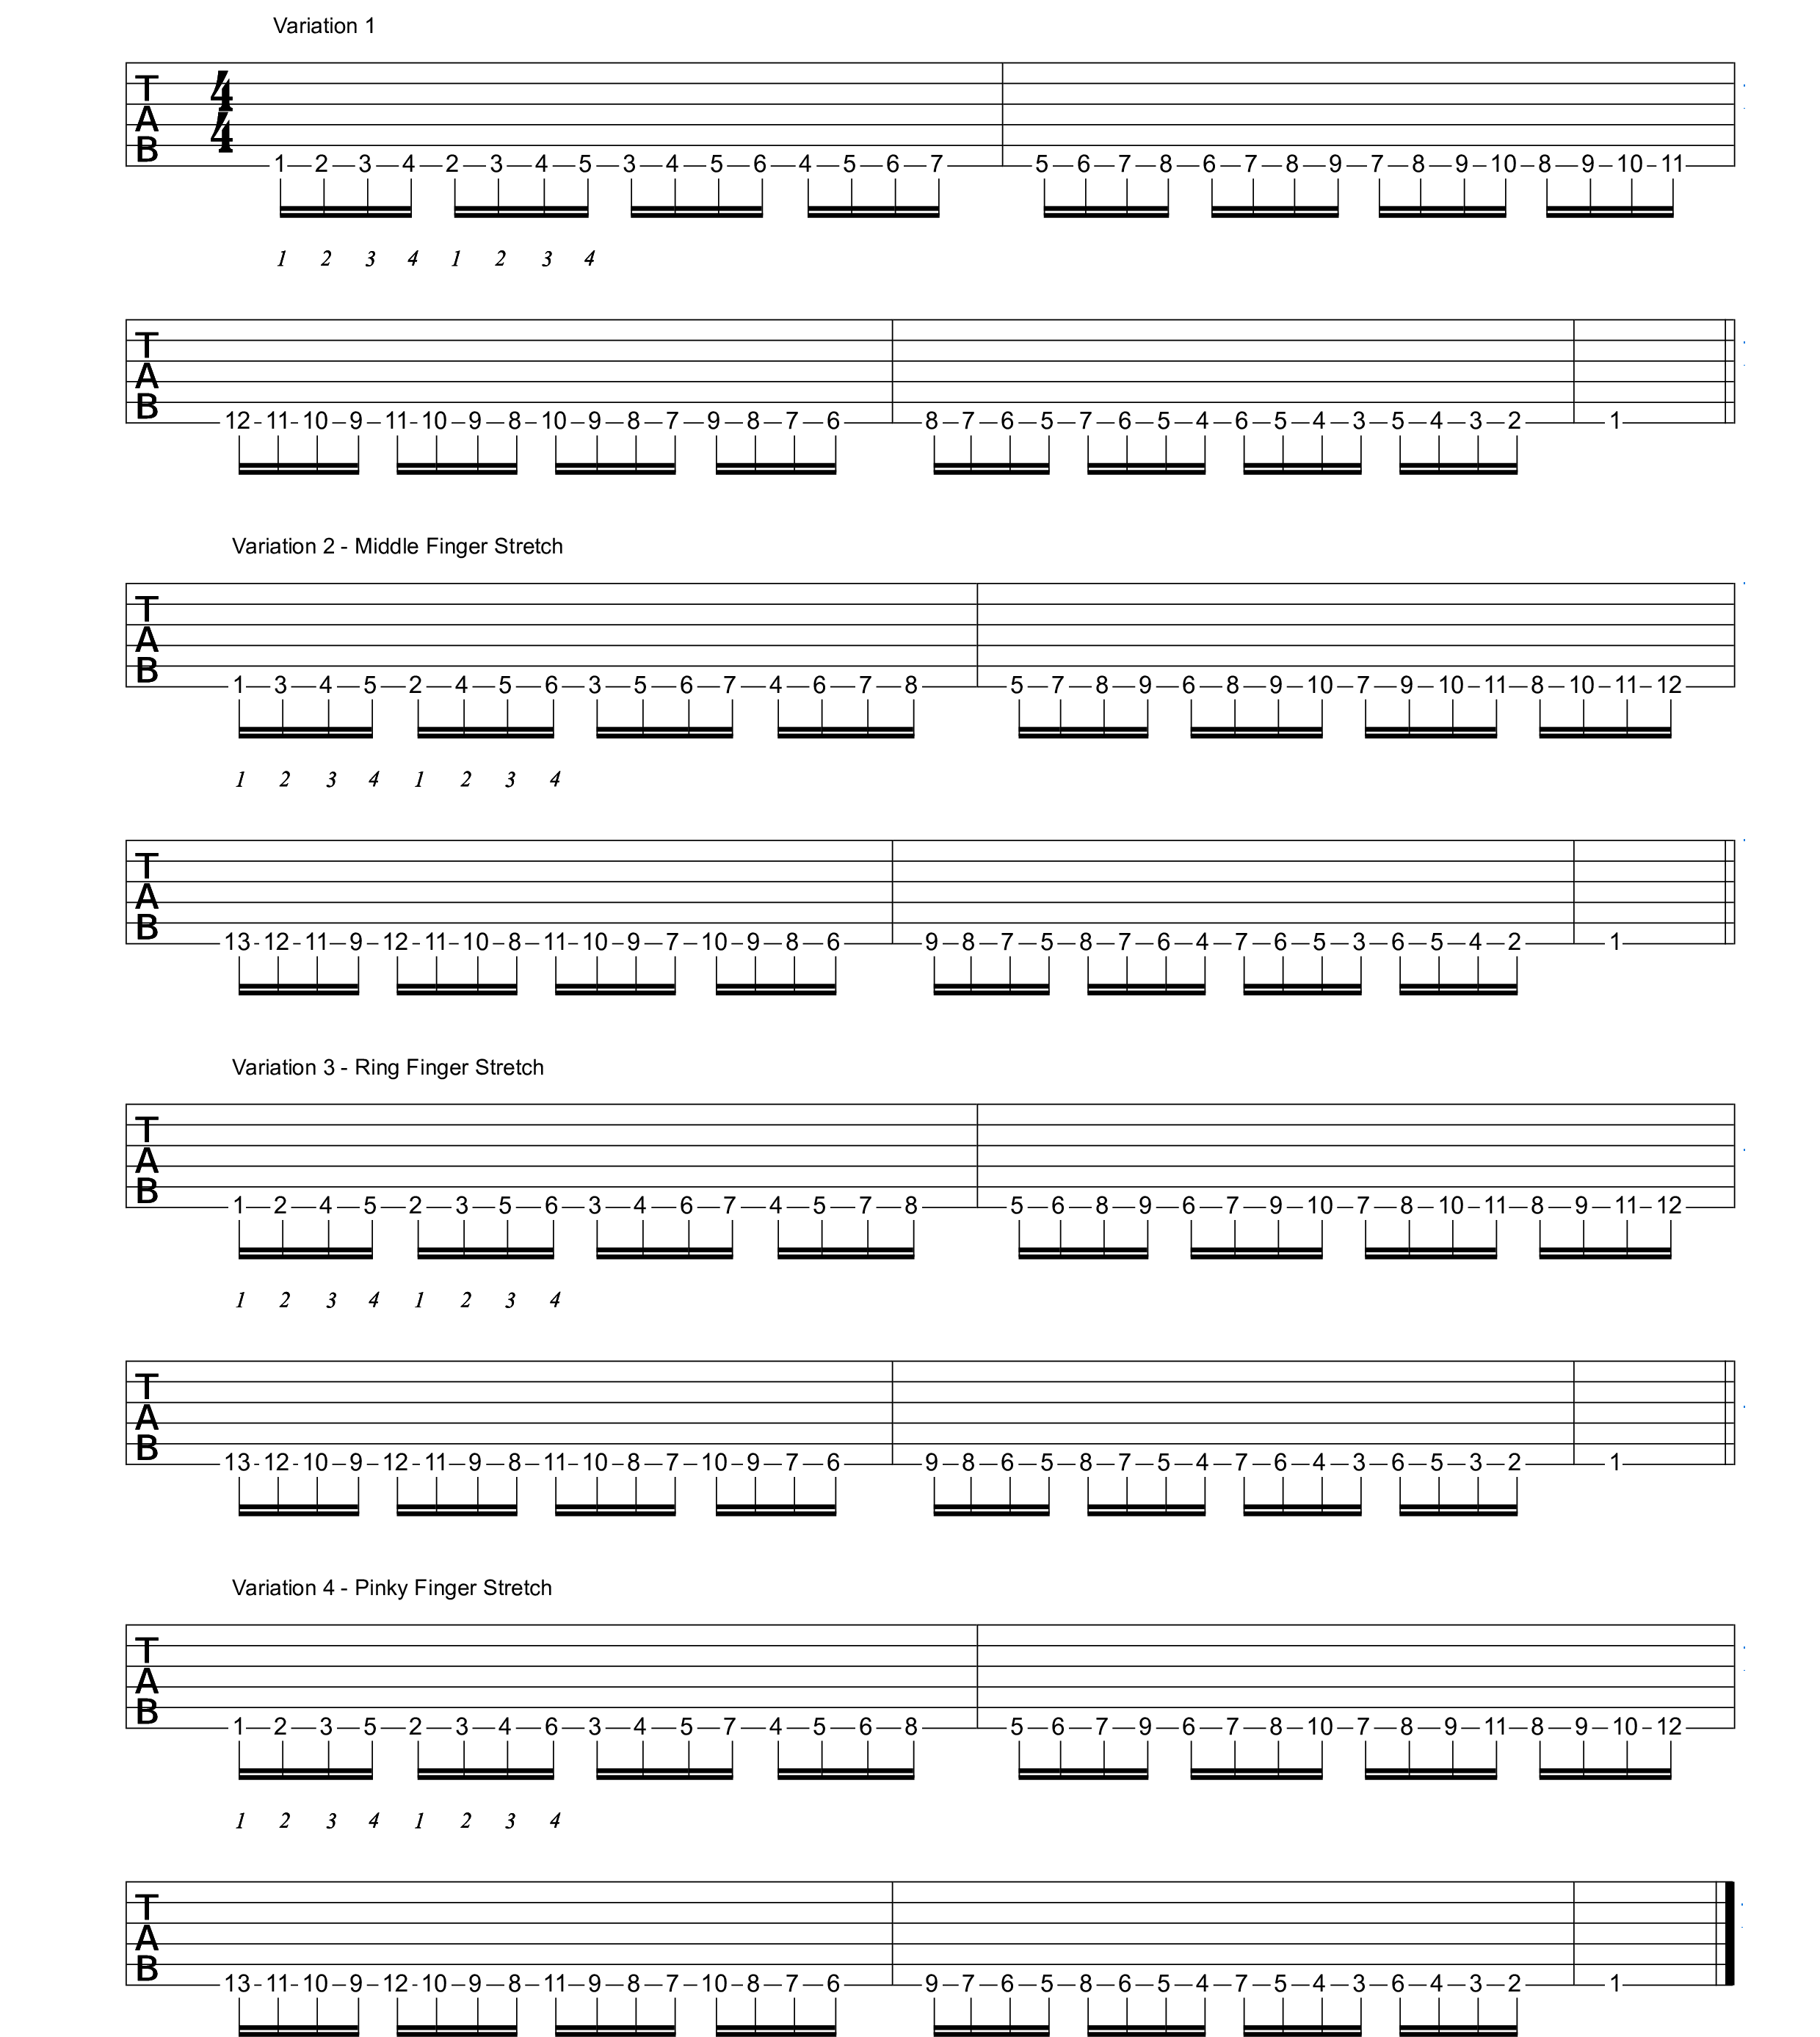 Variation 1
T A B 4/4 1 2 3 4 2 3 4 5 3 4 5 6 4 5 6 7 5 6 7 8 6 7 8 9 7 8 9 10 8 9 10 11
1 2 3 4 1 2 3 4
T A B 12 11 10 9 11 10 9 8 10 9 8 7 9 8 7 6 8 7 6 5 7 6 5 4 6 5 4 3 5 4 3 2 1
Variation 2 - Middle Finger Stretch
T A B 1 3 4 5 2 4 5 6 3 5 6 7 4 6 7 8 5 7 8 9 6 8 9 10 7 9 10 11 8 10 11 12
1 2 3 4 1 2 3 4
T A B 13 12 11 9 12 11 10 8 11 10 9 7 10 9 8 6 9 8 7 5 8 7 6 4 7 6 5 3 6 5 4 2 1
Variation 3 - Ring Finger Stretch
T A B 1 2 4 5 2 3 5 6 3 4 6 7 4 5 7 8 5 6 8 9 6 7 9 10 7 8 10 11 8 9 11 12
1 2 3 4 1 2 3 4
T A B 13 12 10 9 12 11 9 8 11 10 8 7 10 9 7 6 9 8 6 5 8 7 5 4 7 6 4 3 6 5 3 2 1
Variation 4 - Pinky Finger Stretch
T A B 1 2 3 5 2 3 4 6 3 4 5 7 4 5 6 8 5 6 7 9 6 7 8 10 7 8 9 11 8 9 10 12
1 2 3 4 1 2 3 4
T A B 13 11 10 9 12 10 9 8 11 9 8 7 10 8 7 6 9 7 6 5 8 6 5 4 7 5 4 3 6 4 3 2 1